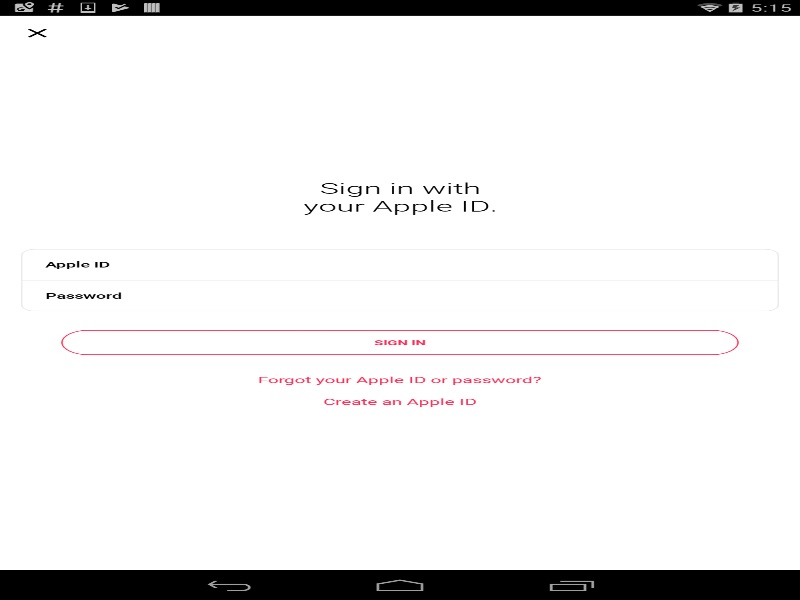 5:15
Sign in with
your Apple ID.
Apple ID
Password
SIGN IN
Forgot your Apple ID or password?
Create an Apple ID